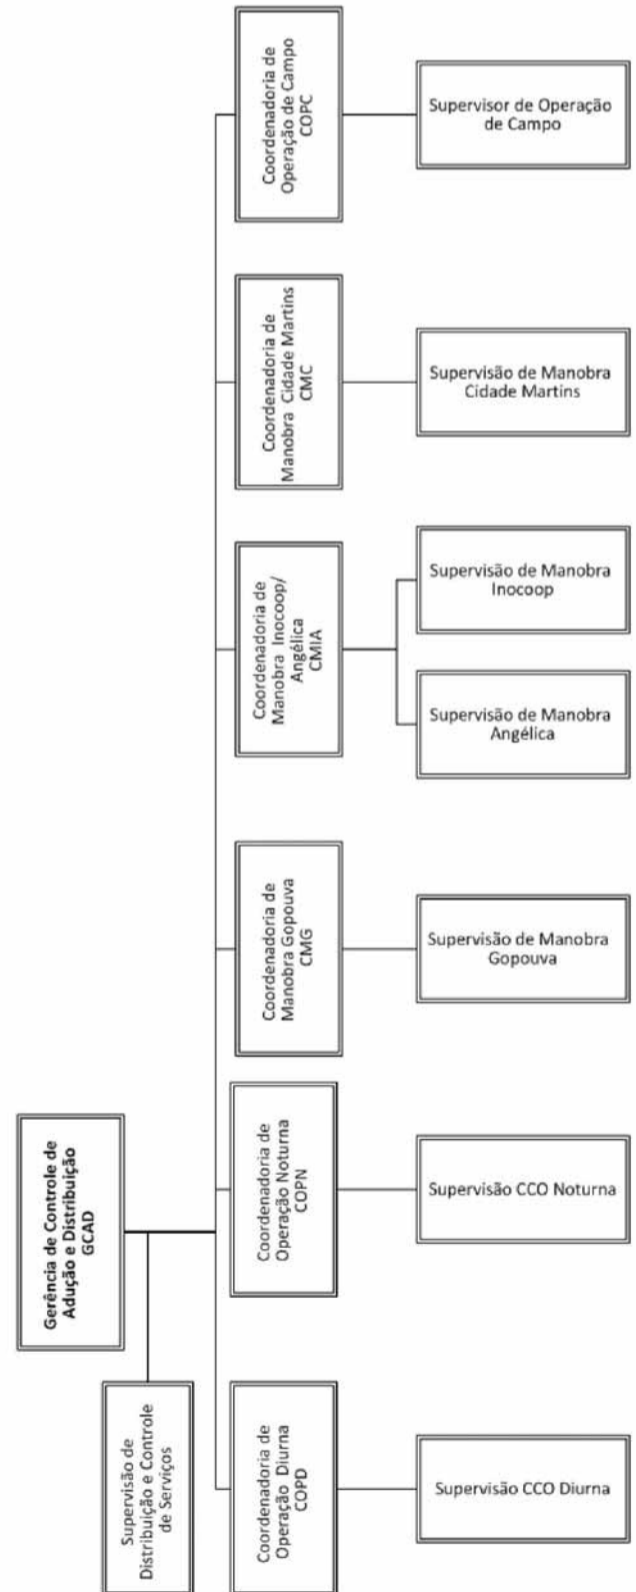 Gerência de Controle de
Adução e Distribuição
GCAD
Supervisão de
Distribuição e Controle
de Serviços
Coordenadoria de
Operação Diurna
COPD
Coordenadoria de
Operação Noturna
COPN
Coordenadoria de
Manobra Gopouva
CMG
Coordenadoria de
Manobra Inocoop/
Angélica
CMIA
Coordenadoria de
Manobra Cidade Martins
CMC
Coordenadoria de
Operação de Campo
COPC
Supervisão CCO Diurna
Supervisão CCO Noturna
Supervisão de Manobra
Gopouva
Supervisão de Manobra
Angélica
Supervisão de Manobra
Inocoop
Supervisão de Manobra
Cidade Martins
Supervisor de Operação
de Campo